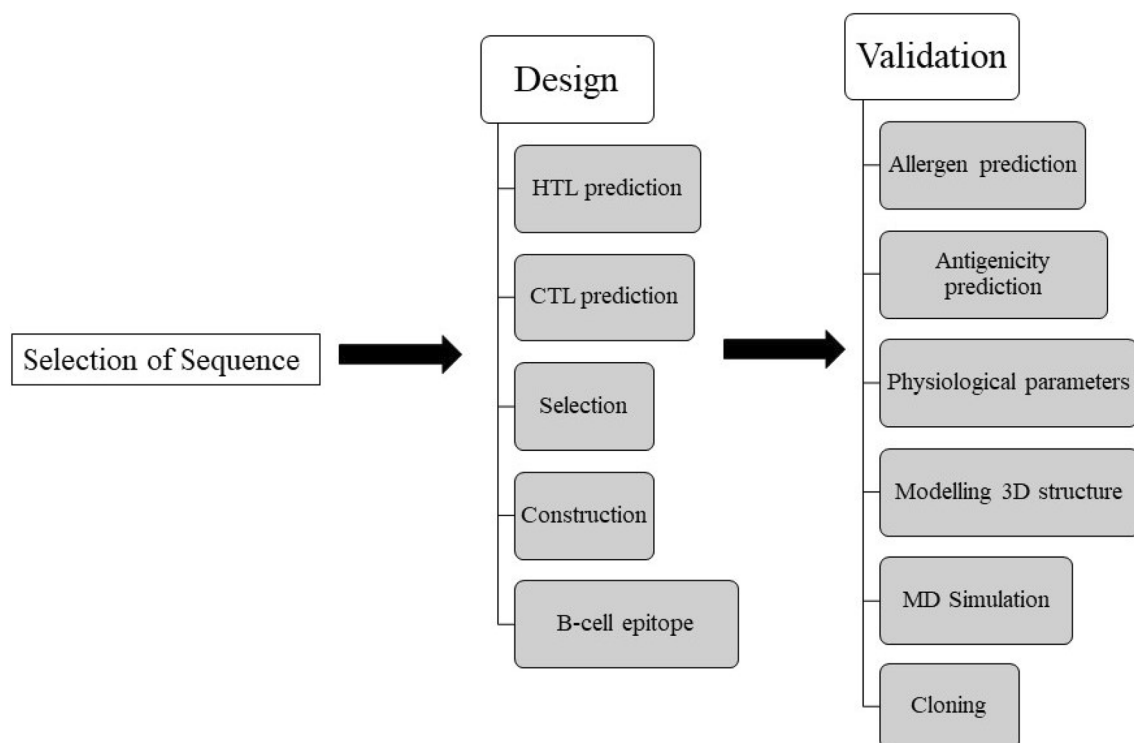 Selection of Sequence
Design
HTL prediction
CTL prediction
Selection
Construction
B-cell epitope
Validation
Allergen prediction
Antigenicity
prediction
Physiological parameters
Modelling 3D structure
MD Simulation
Cloning